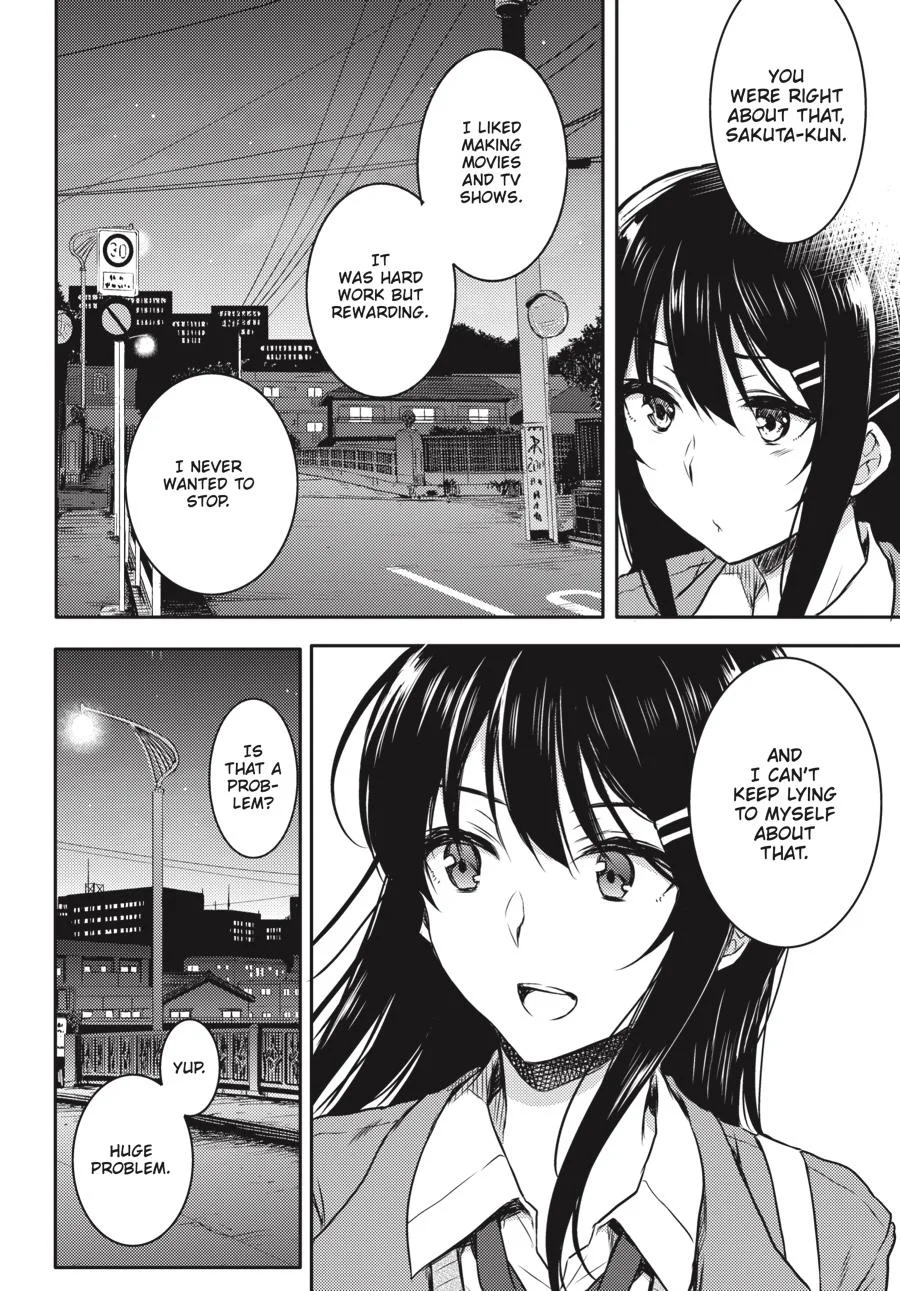 YOU
WERE RIGHT
ABOUT THAT,
SAKUTA-KUN.
I LIKED
MAKING
MOVIES
AND TV
SHOWS.
IT
WAS HARD
WORK BUT
REWARDING.
I NEVER
WANTED TO
STOP.
30
AND
I CAN'T
KEEP LYING
TO MYSELF
ABOUT
THAT.
IS
THAT A
PROB-
LEM?
YUP.
HUGE
PROBLEM.